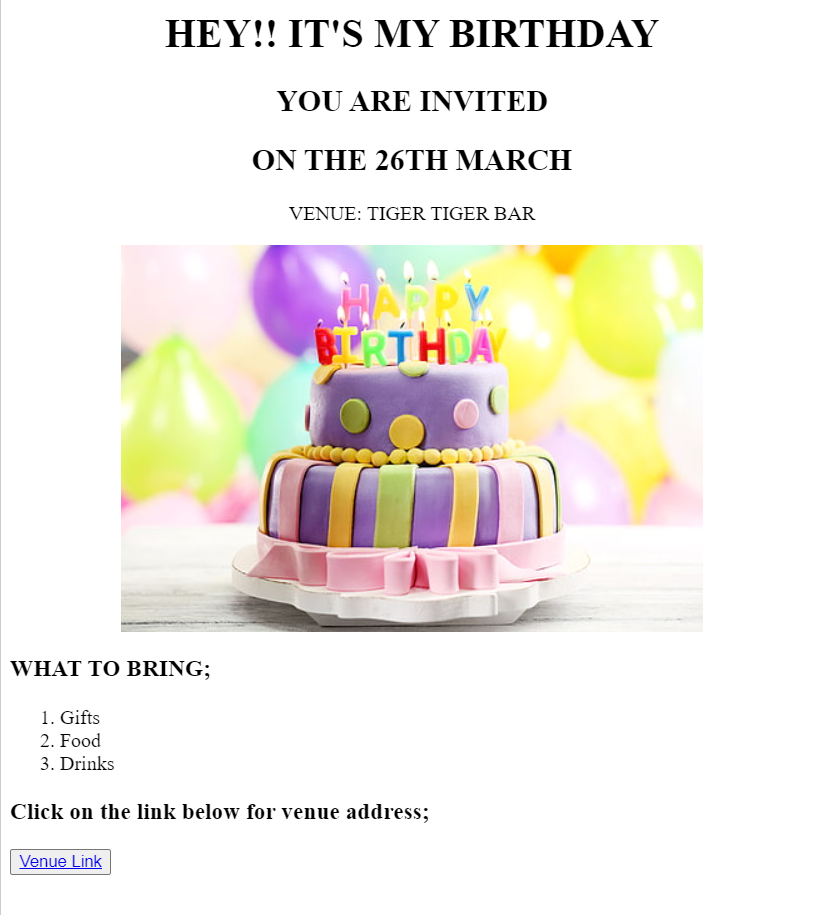 HEY!! IT'S MY BIRTHDAY
YOU ARE INVITED
ON THE 26TH MARCH
VENUE: TIGER TIGER BAR
HAPPY
BIRTHDAY
WHAT TO BRING;
1. Gifts
2. Food
3. Drinks
Click on the link below for venue address;
Venue Link